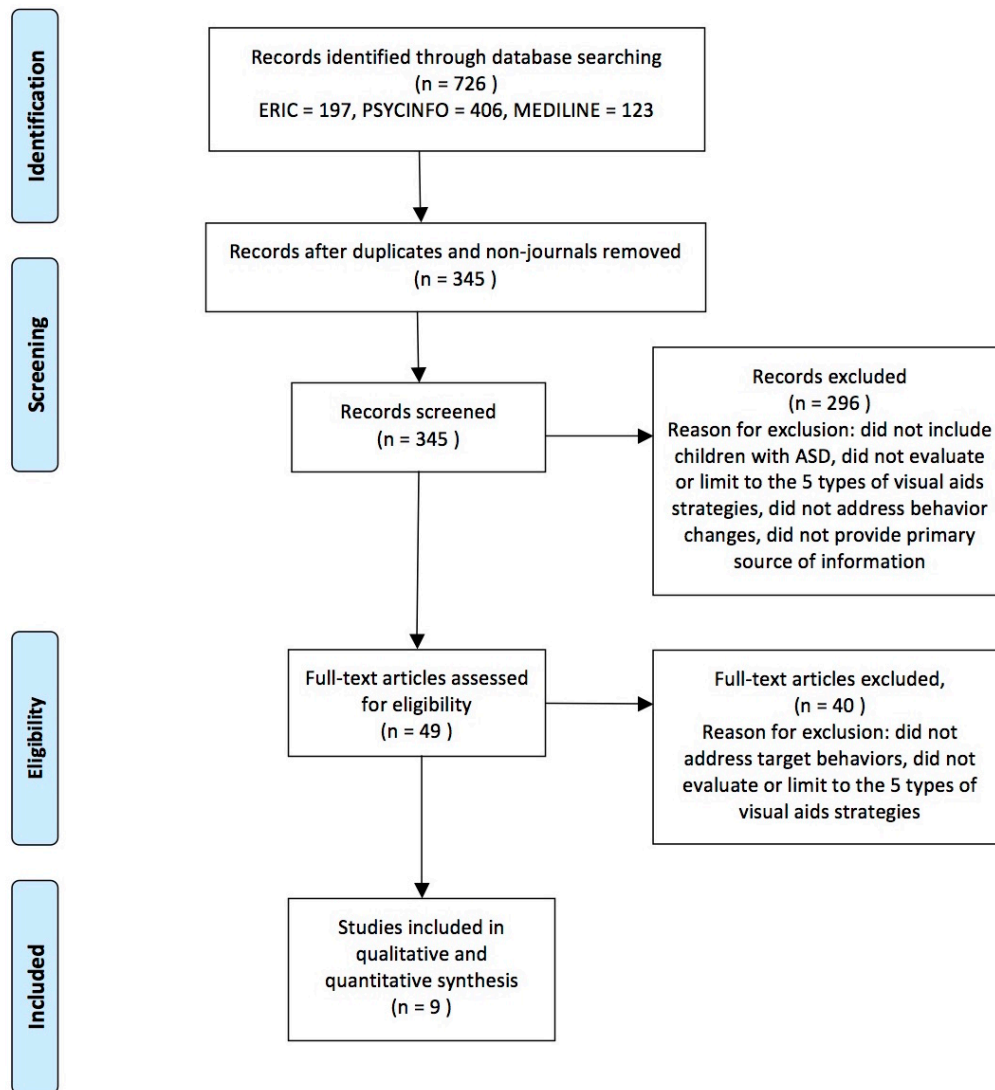 Identification
Records identified through database searching
(n = 726 )
ERIC = 197, PSYCINFO = 406, MEDILINE = 123
Records after duplicates and non-journals removed
(n = 345 )
Screening
Records screened
(n = 345 )
Records excluded
(n = 296 )
Reason for exclusion: did not include
children with ASD, did not evaluate
or limit to the 5 types of visual aids
strategies, did not address behavior
changes, did not provide primary
source of information
Eligibility
Full-text articles assessed
for eligibility
(n = 49 )
Full-text articles excluded,
(n = 40 )
Reason for exclusion: did not
address target behaviors, did not
evaluate or limit to the 5 types of
visual aids strategies
Included
Studies included in
qualitative and
quantitative synthesis
(n = 9 )